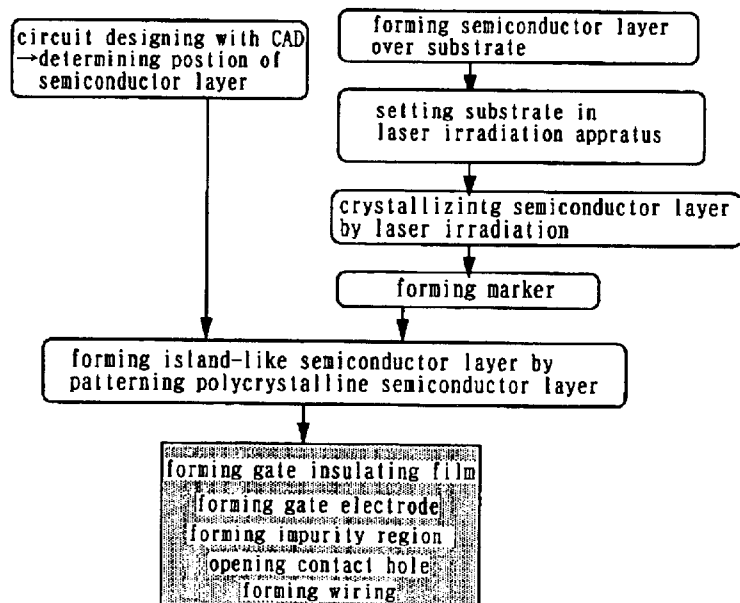 circuit designing with CAD
→determining postion of
semiconductor layer
forming semiconductor layer
over substrate
setting substrate in
laser irradiation appratus
crystallizintg semiconductor layer
by laser irradiation
forming marker
forming island-like semiconductor layer by
patterning polycrystalline semiconductor layer
forming gate insulating film
forming gate electrode
forming impurity region
opening contact hole
forming wiring